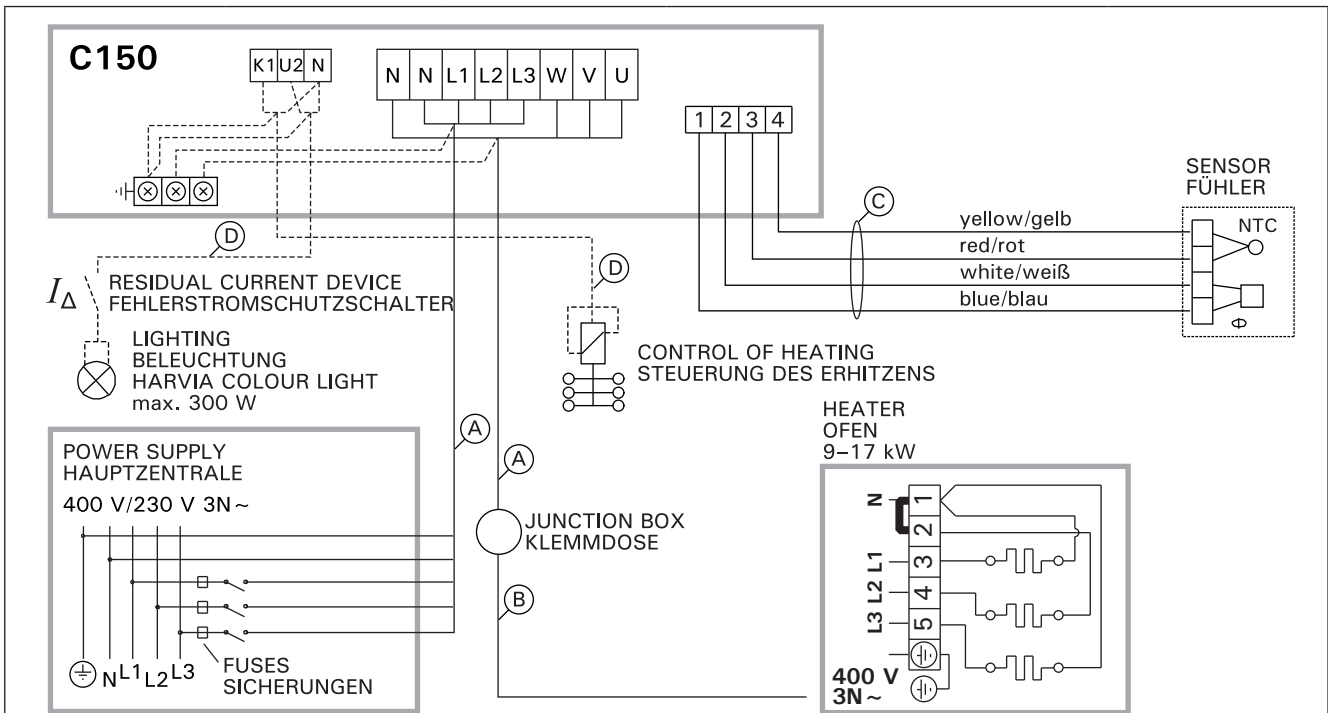 C150
K1 U2 N
N N L1 L2 L3 W V U
1 2 3 4
SENSOR
FÜHLER
C
yellow/gelb
NTC
red/rot
white/weiß
blue/blau
D
I∆
RESIDUAL CURRENT DEVICE
FEHLERSTROMSCHUTZSCHALTER
D
LIGHTING
BELEUCHTUNG
HARVIA COLOUR LIGHT
max. 300 W
CONTROL OF HEATING
STEUERUNG DES ERHITZENS
HEATER
OFEN
9–17 kW
A
A
POWER SUPPLY
HAUPTZENTRALE
400 V/230 V 3N~
JUNCTION BOX
KLEMMDOSE
B
N L1 L2 L3
FUSES
SICHERUNGEN
N 1
2
L1 3
L2 4
L3 5
400 V
3N~